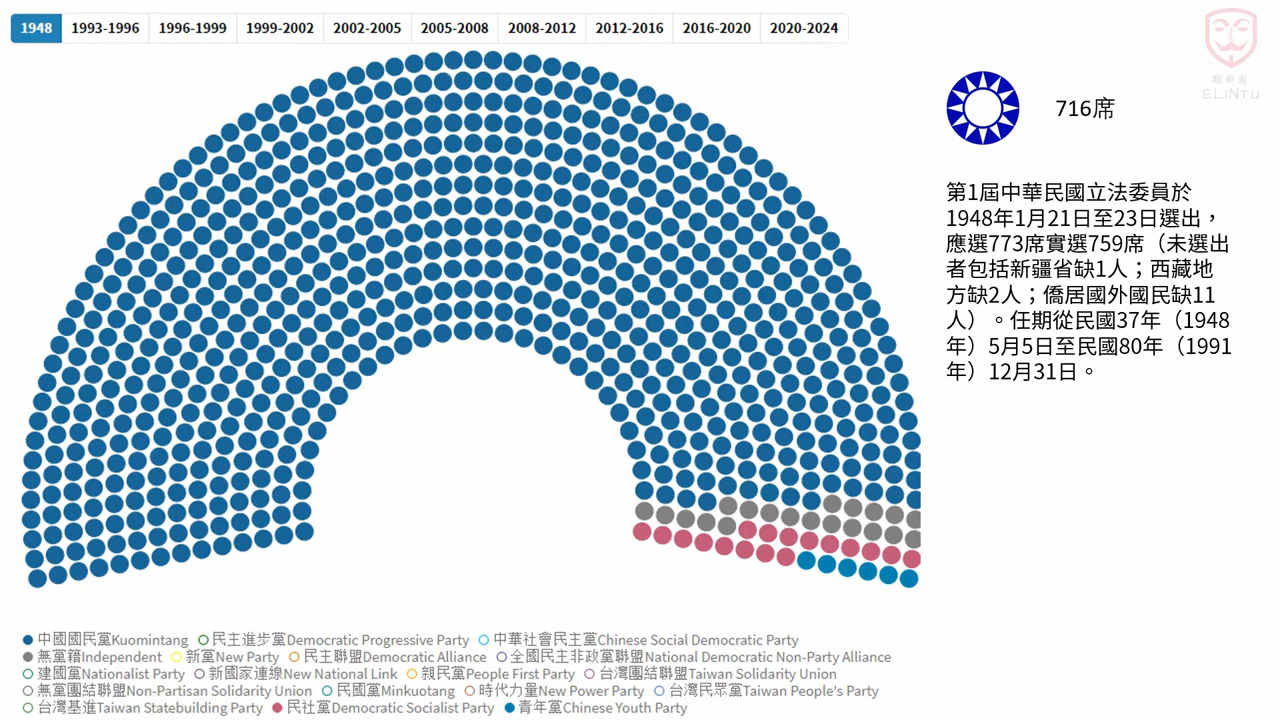 1948 1993-1996 1996-1999 1999-2002 2002-2005 2005-2008 2008-2012 2012-2016 2016-2020 2020-2024
ELINTU
716席
第1屆中華民國立法委員於
1948年1月21日至23日選出，
應選773席實選759席（未選出
者包括新疆省缺1人；西藏地
方缺2人；僑居國外國民缺11
人）。任期從民國37年（1948
年）5月5日至民國80年（1991
年）12月31日。
中國國民黨Kuomintang 民主進步黨Democratic Progressive Party 中華社會民主黨Chinese Social Democratic Party
無黨籍Independent 新黨New Party 民主聯盟Democratic Alliance 全國民主非政黨聯盟National Democratic Non-Party Alliance
建國黨Nationalist Party 新國家連線New National Link 親民黨People First Party 台灣團結聯盟Taiwan Solidarity Union
無黨團結聯盟Non-Partisan Solidarity Union 民國黨Minkuotang 時代力量New Power Party 台灣民眾黨Taiwan People's Party
台灣基進Taiwan Statebuilding Party 民社黨Democratic Socialist Party 青年黨Chinese Youth Party